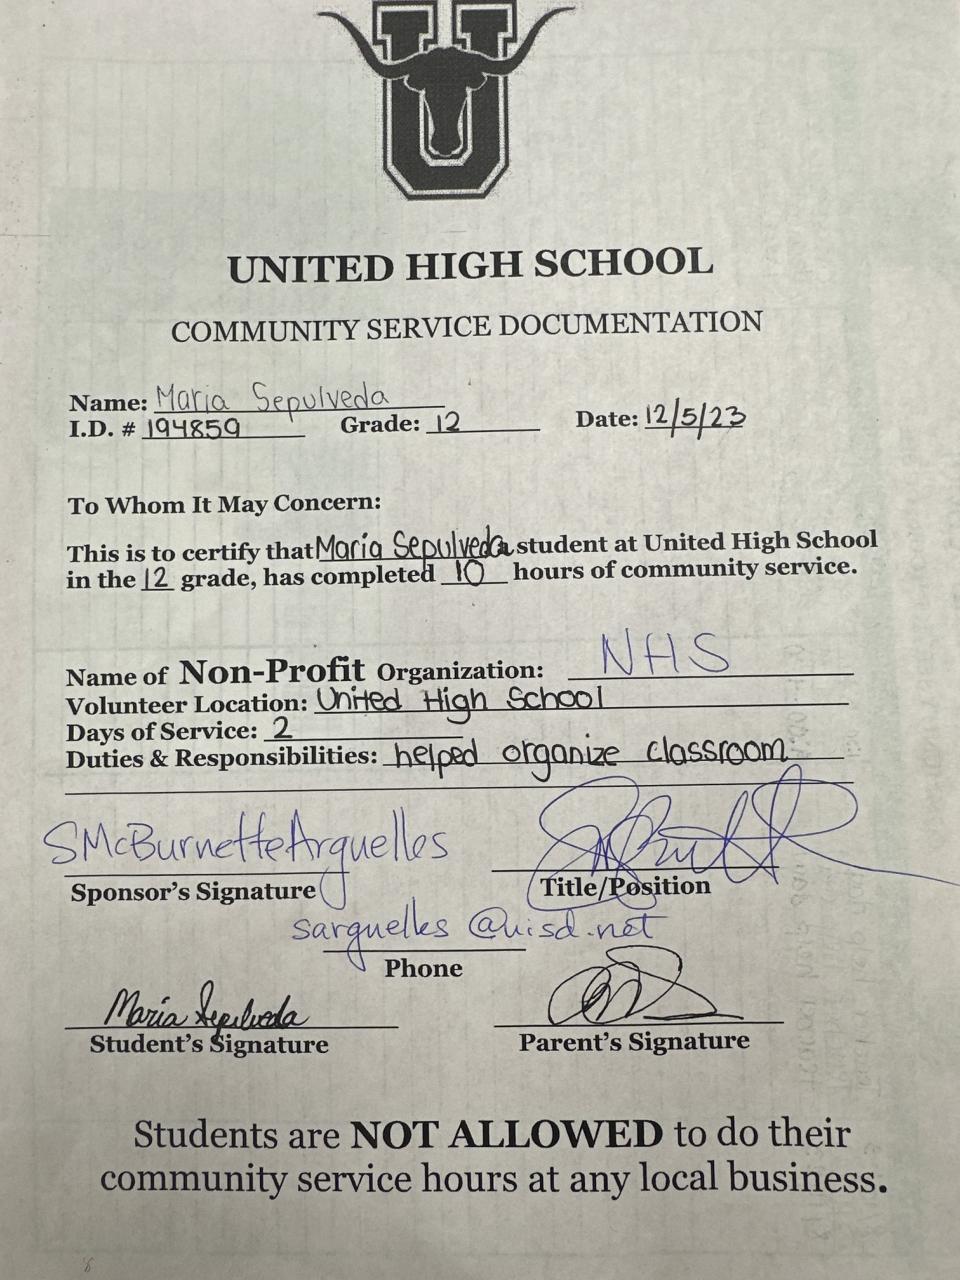 U
UNITED HIGH SCHOOL
COMMUNITY SERVICE DOCUMENTATION
Name: Maria Sepulveda
I.D. # 194859 Grade: 12 Date: 12/5/23
To Whom It May Concern:
This is to certify that Maria Sepulveda student at United High School
in the 12 grade, has completed 10 hours of community service.
Name of Non-Profit Organization: NHS
Volunteer Location: United High School
Days of Service: 2
Duties & Responsibilities: helped organize classroom
SMcBurnetteArguelles
Sponsor's Signature Title/Position
sarguelles@uisd.net
Phone
Maria Sepulveda
Student's Signature Parent's Signature
Students are NOT ALLOWED to do their
community service hours at any local business.